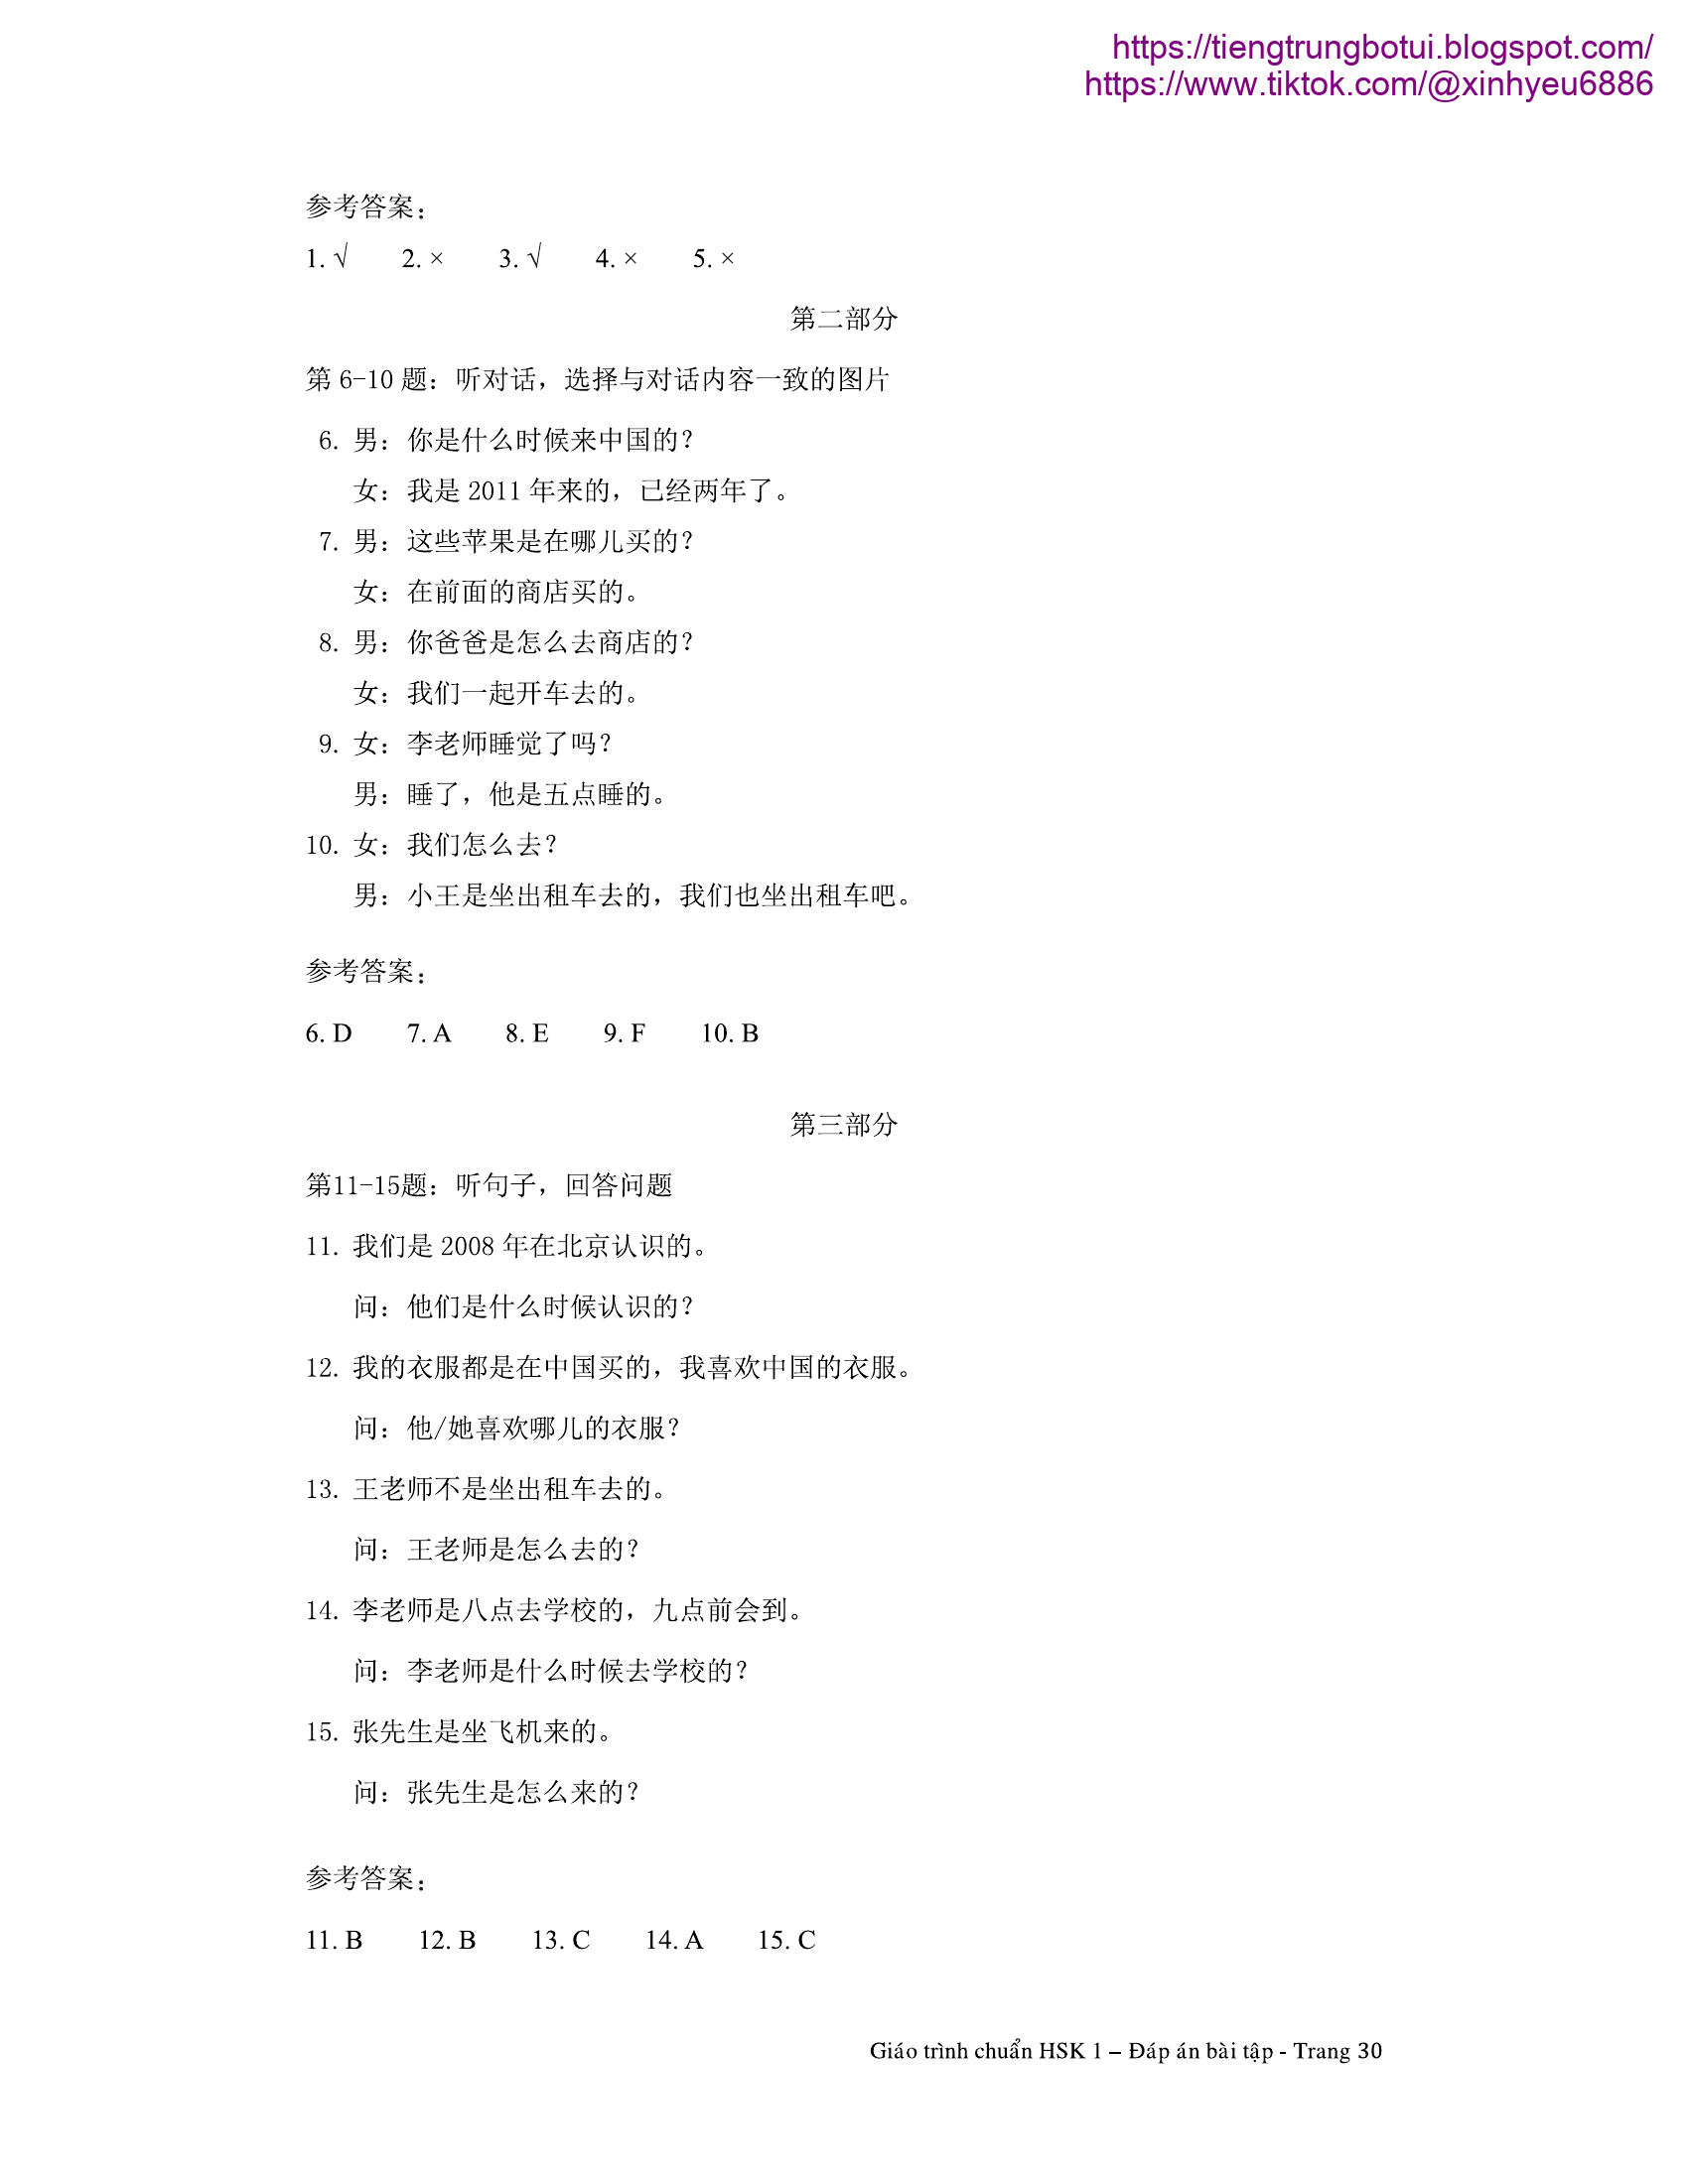 https://tiengtrungbotui.blogspot.com/
https://www.tiktok.com/@xinhyeu6886
参考答案：
1. √ 2. × 3. √ 4. × 5. ×
第二部分
第 6-10 题：听对话，选择与对话内容一致的图片
6. 男：你是什么时候来中国的？
女：我是 2011 年来的，已经两年了。
7. 男：这些苹果是在哪儿买的？
女：在前面的商店买的。
8. 男：你爸爸是怎么去商店的？
女：我们一起开车去的。
9. 女：李老师睡觉了吗？
男：睡了，他是五点睡的。
10. 女：我们怎么去？
男：小王是坐出租车去的，我们也坐出租车吧。
参考答案：
6. D 7. A 8. E 9. F 10. B
第三部分
第11-15题：听句子，回答问题
11. 我们是 2008 年在北京认识的。
问：他们是什么时候认识的？
12. 我的衣服都是在中国买的，我喜欢中国的衣服。
问：他/她喜欢哪儿的衣服？
13. 王老师不是坐出租车去的。
问：王老师是怎么去的？
14. 李老师是八点去学校的，九点前会到。
问：李老师是什么时候去学校的？
15. 张先生是坐飞机来的。
问：张先生是怎么来的？
参考答案：
11. B 12. B 13. C 14. A 15. C
Giáo trình chuẩn HSK 1 – Đáp án bài tập - Trang 30